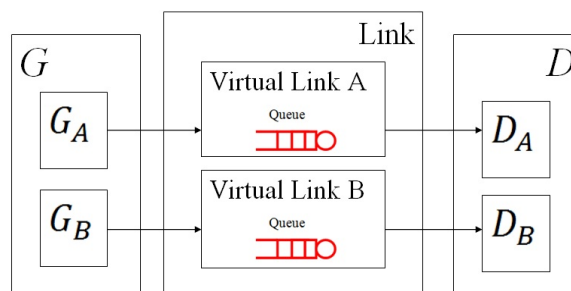 Link
G
D
Virtual Link A
Queue
G_A
D_A
Virtual Link B
Queue
G_B
D_B